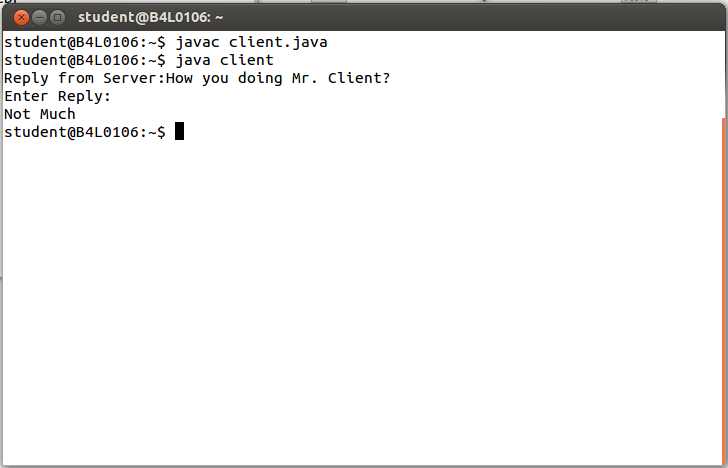 student@B4L0106: ~
student@B4L0106:~$ javac client.java
student@B4L0106:~$ java client
Reply from Server:How you doing Mr. Client?
Enter Reply:
Not Much
student@B4L0106:~$